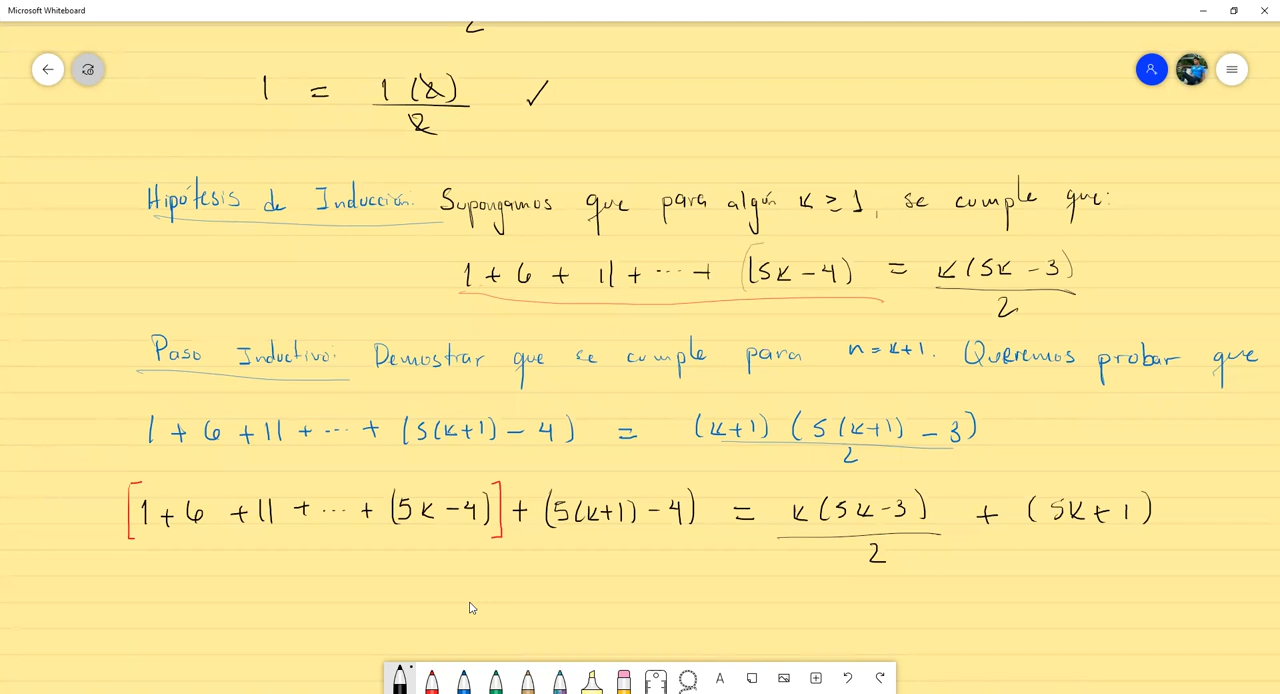 Microsoft Whiteboard
2
1 = 1(2)/2 ✓
Hipótesis de Inducción: Supongamos que para algún k ≥ 1, se cumple que:
1 + 6 + 11 + ... + (5k - 4) = k(5k - 3)/2
Paso Inductivo: Demostrar que se cumple para n = k+1. Queremos probar que
1 + 6 + 11 + ... + (5(k+1) - 4) = (k+1)(5(k+1) - 3)/2
[1 + 6 + 11 + ... + (5k - 4)] + (5(k+1) - 4) = k(5k - 3)/2 + (5k + 1)
A